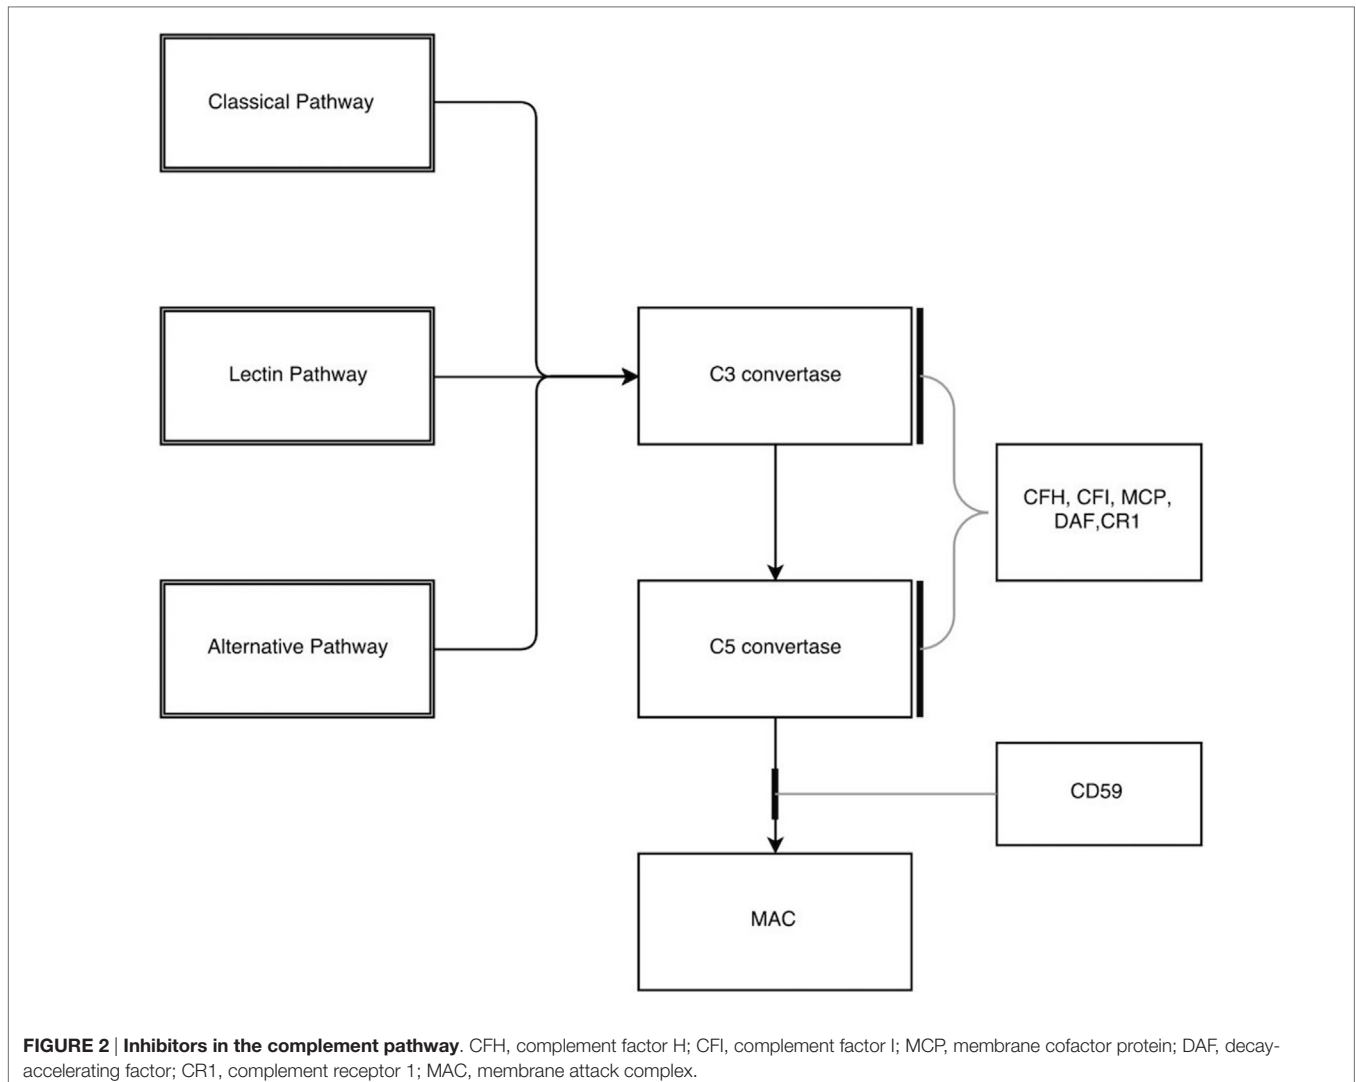 Classical Pathway
Lectin Pathway
C3 convertase
CFH, CFI, MCP,
DAF,CR1
Alternative Pathway
C5 convertase
CD59
MAC
FIGURE 2 | Inhibitors in the complement pathway. CFH, complement factor H; CFI, complement factor I; MCP, membrane cofactor protein; DAF, decay-
accelerating factor; CR1, complement receptor 1; MAC, membrane attack complex.